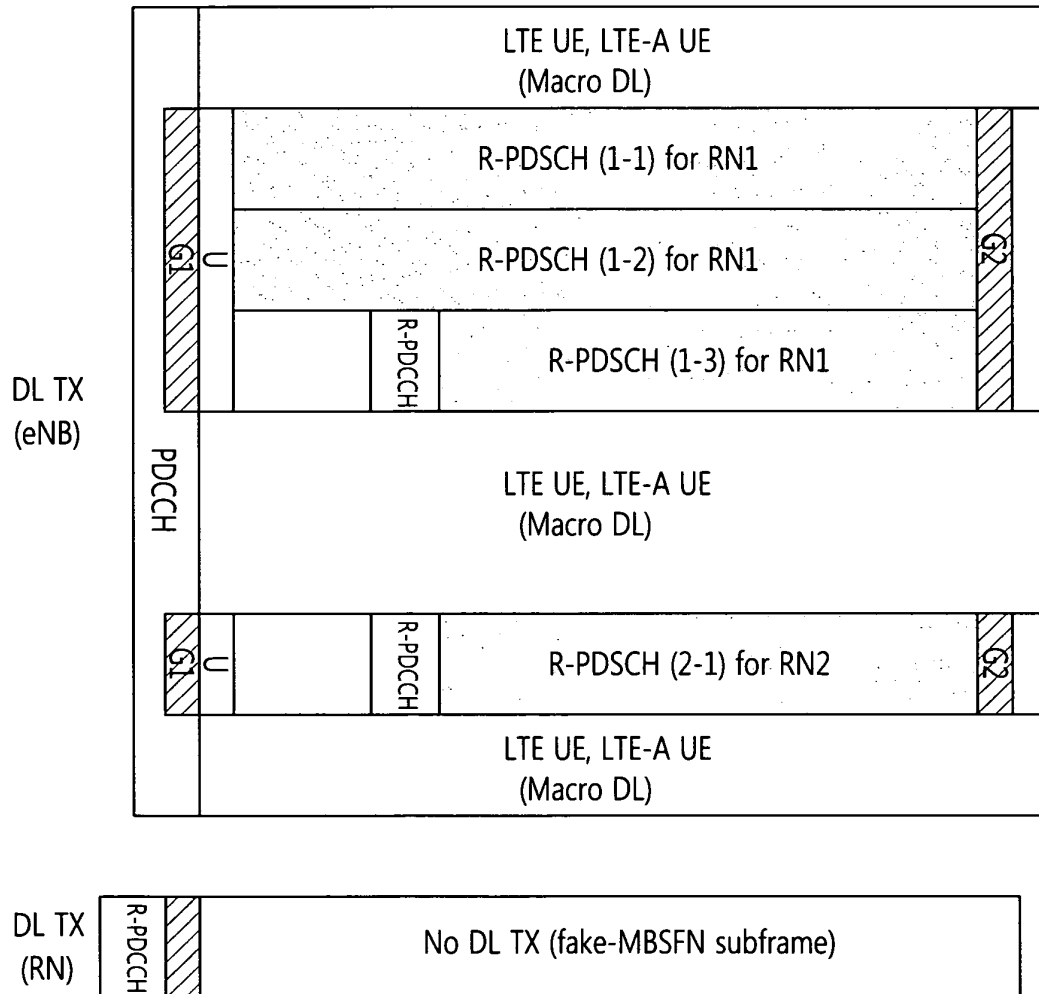 LTE UE, LTE-A UE
(Macro DL)
R-PDSCH (1-1) for RN1
G1
U
R-PDSCH (1-2) for RN1
G2
R-PDCCH
R-PDSCH (1-3) for RN1
DL TX
(eNB)
PDCCH
LTE UE, LTE-A UE
(Macro DL)
G1
U
R-PDCCH
R-PDSCH (2-1) for RN2
G2
LTE UE, LTE-A UE
(Macro DL)
DL TX
(RN)
R-PDCCH
No DL TX (fake-MBSFN subframe)